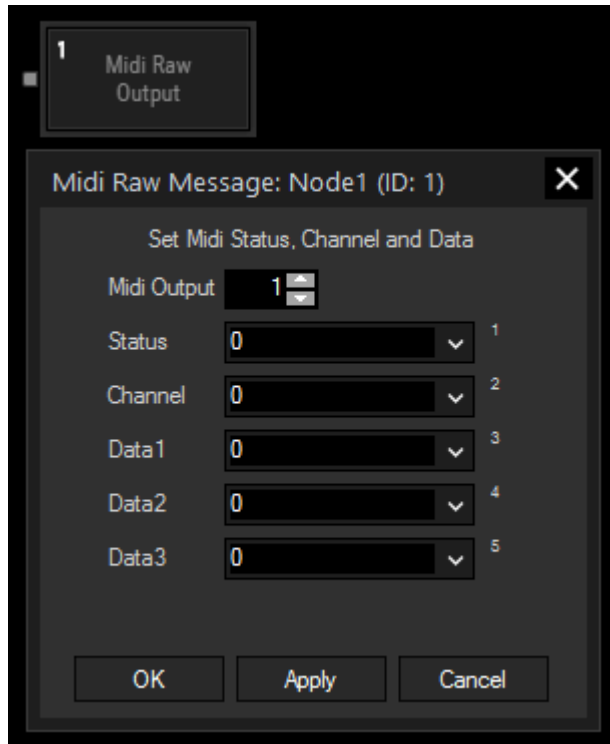 1
Midi Raw
Output
Midi Raw Message: Node1 (ID: 1)
Set Midi Status, Channel and Data
Midi Output 1
Status 0 1
Channel 0 2
Data1 0 3
Data2 0 4
Data3 0 5
OK Apply Cancel